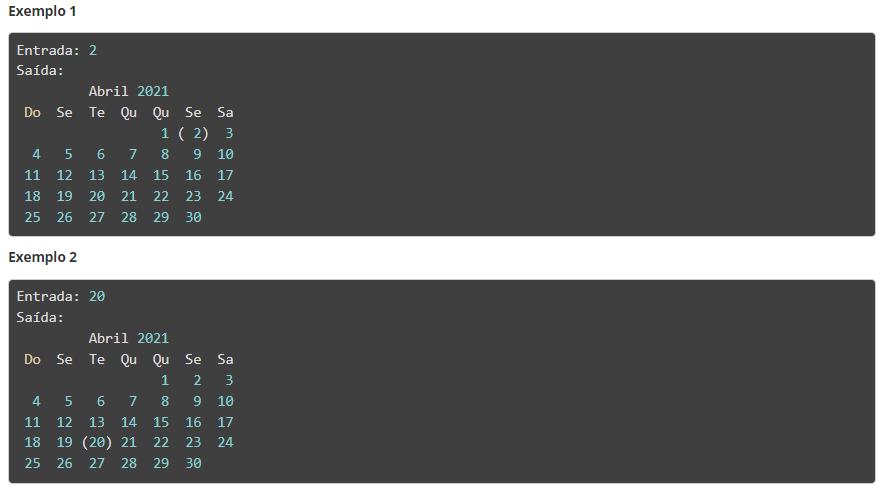 Exemplo 1
Entrada: 2
Saída:
         Abril 2021
 Do  Se  Te  Qu  Qu  Se  Sa
                  1 ( 2)  3
  4   5   6   7   8   9  10
 11  12  13  14  15  16  17
 18  19  20  21  22  23  24
 25  26  27  28  29  30
Exemplo 2
Entrada: 20
Saída:
         Abril 2021
 Do  Se  Te  Qu  Qu  Se  Sa
                  1   2   3
  4   5   6   7   8   9  10
 11  12  13  14  15  16  17
 18  19 (20) 21  22  23  24
 25  26  27  28  29  30